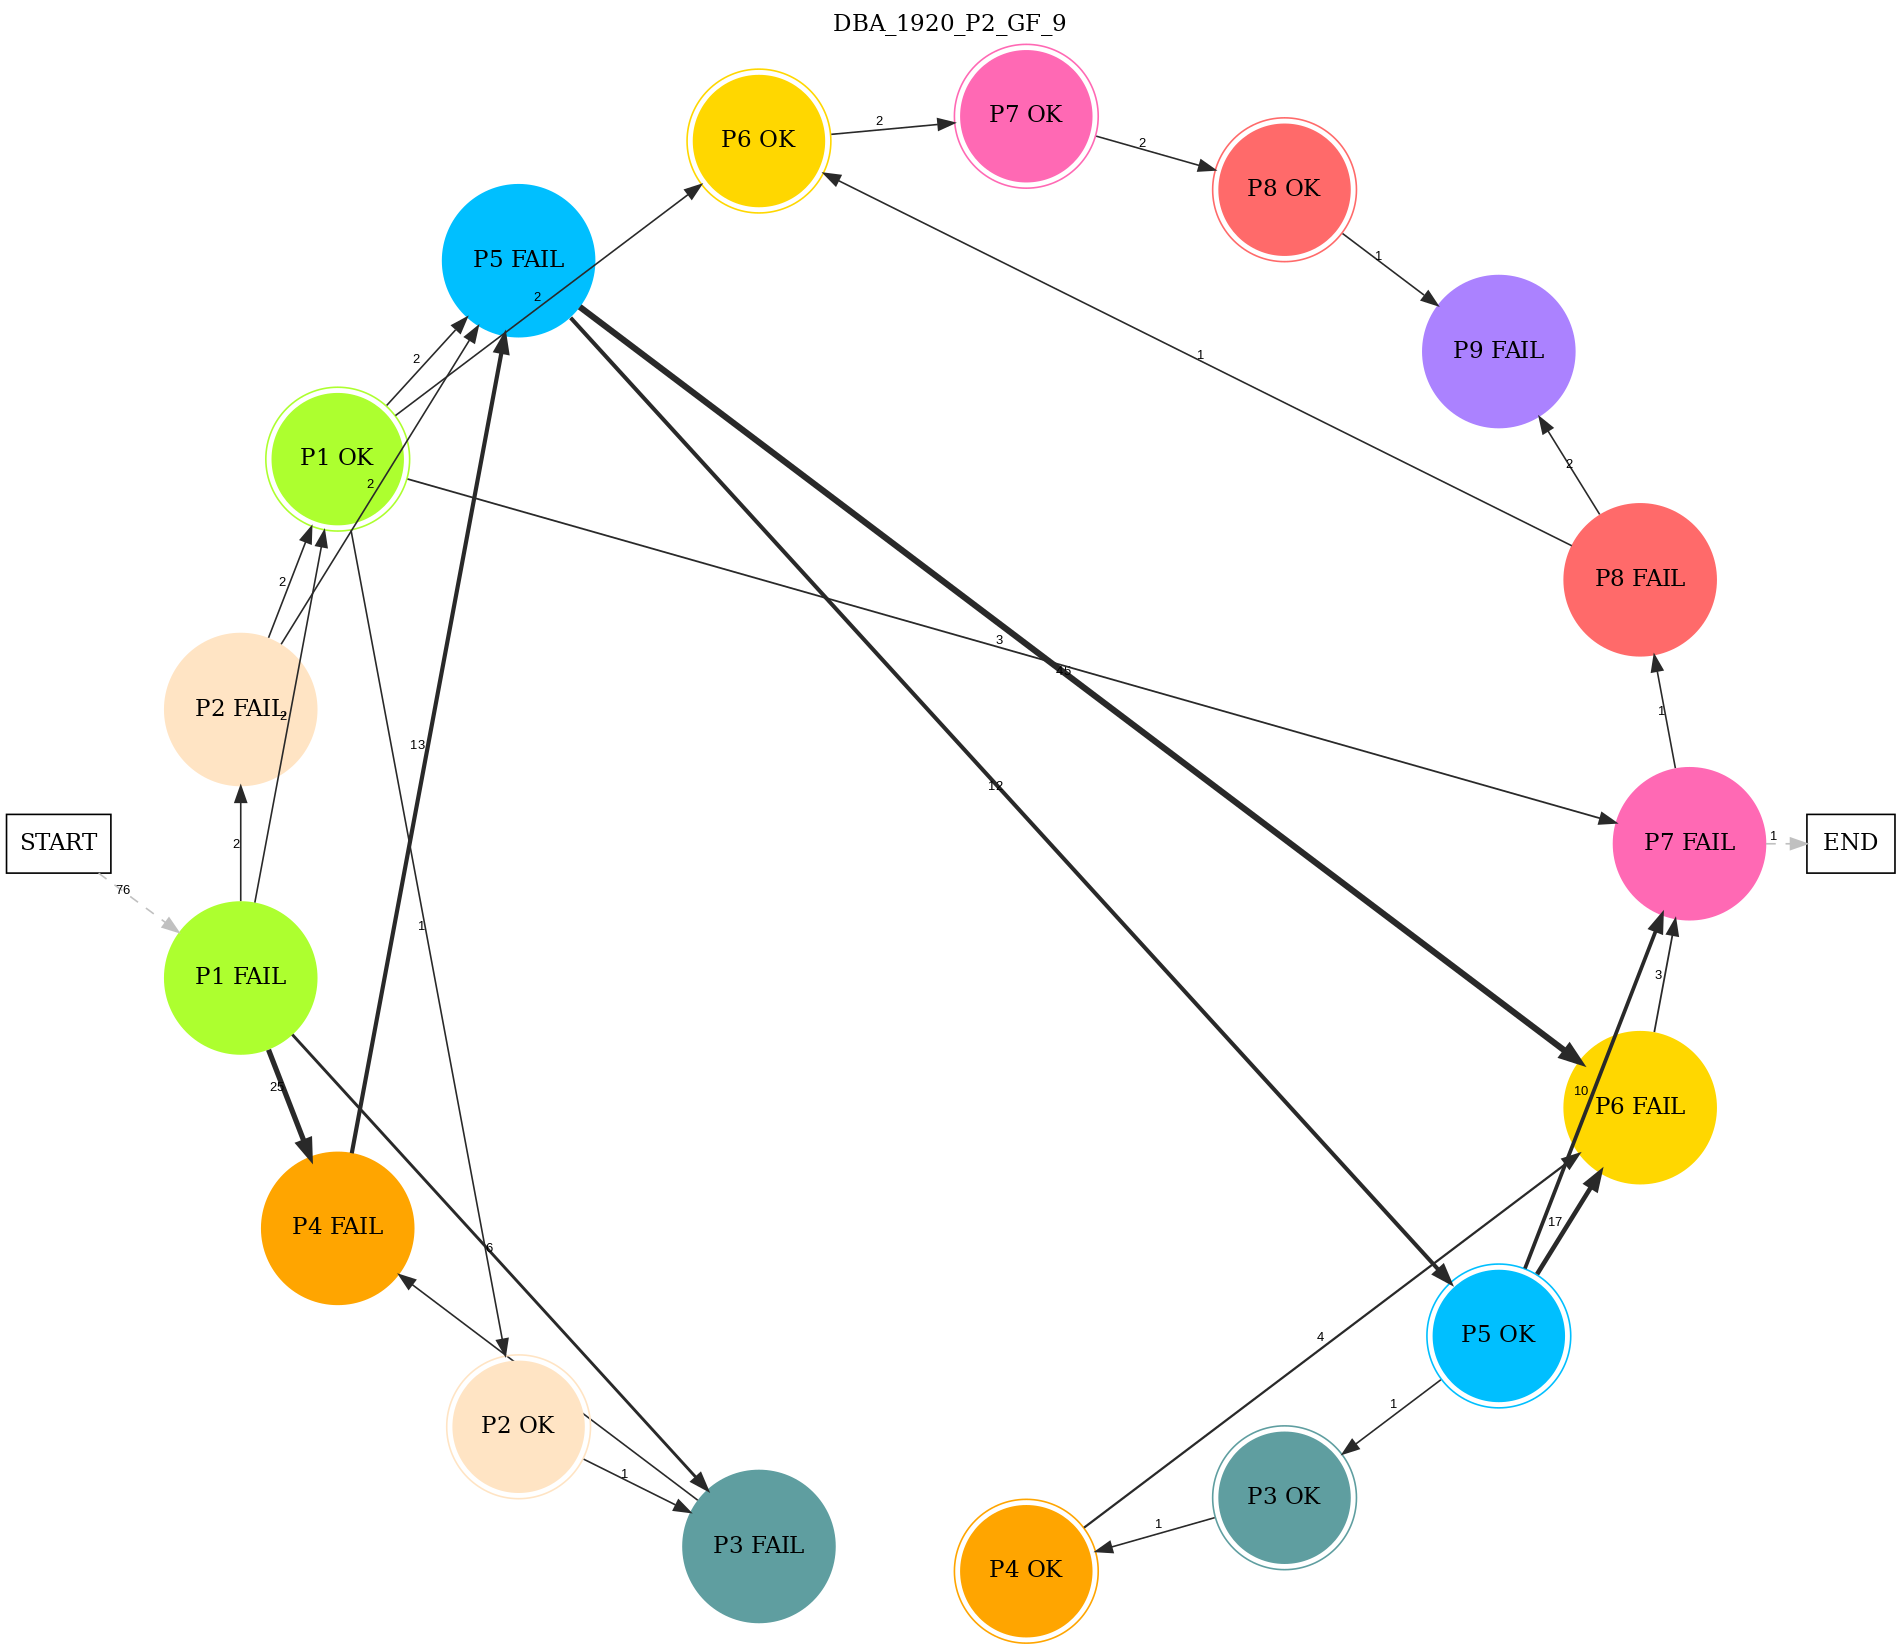 DBA_1920_P2_GF_9
P7 OK
P6 OK
2
2
P8 OK
P5 FAIL
1
2
P9 FAIL
2
1
P1 OK
2
2
2
P8 FAIL
3
P2 FAIL
2
1
13
12
START
2
P7 FAIL
1
END
76
1
P1 FAIL
3
25
10
P6 FAIL
P4 FAIL
6
17
4
P5 OK
P2 OK
1
1
P3 OK
1
P3 FAIL
P4 OK